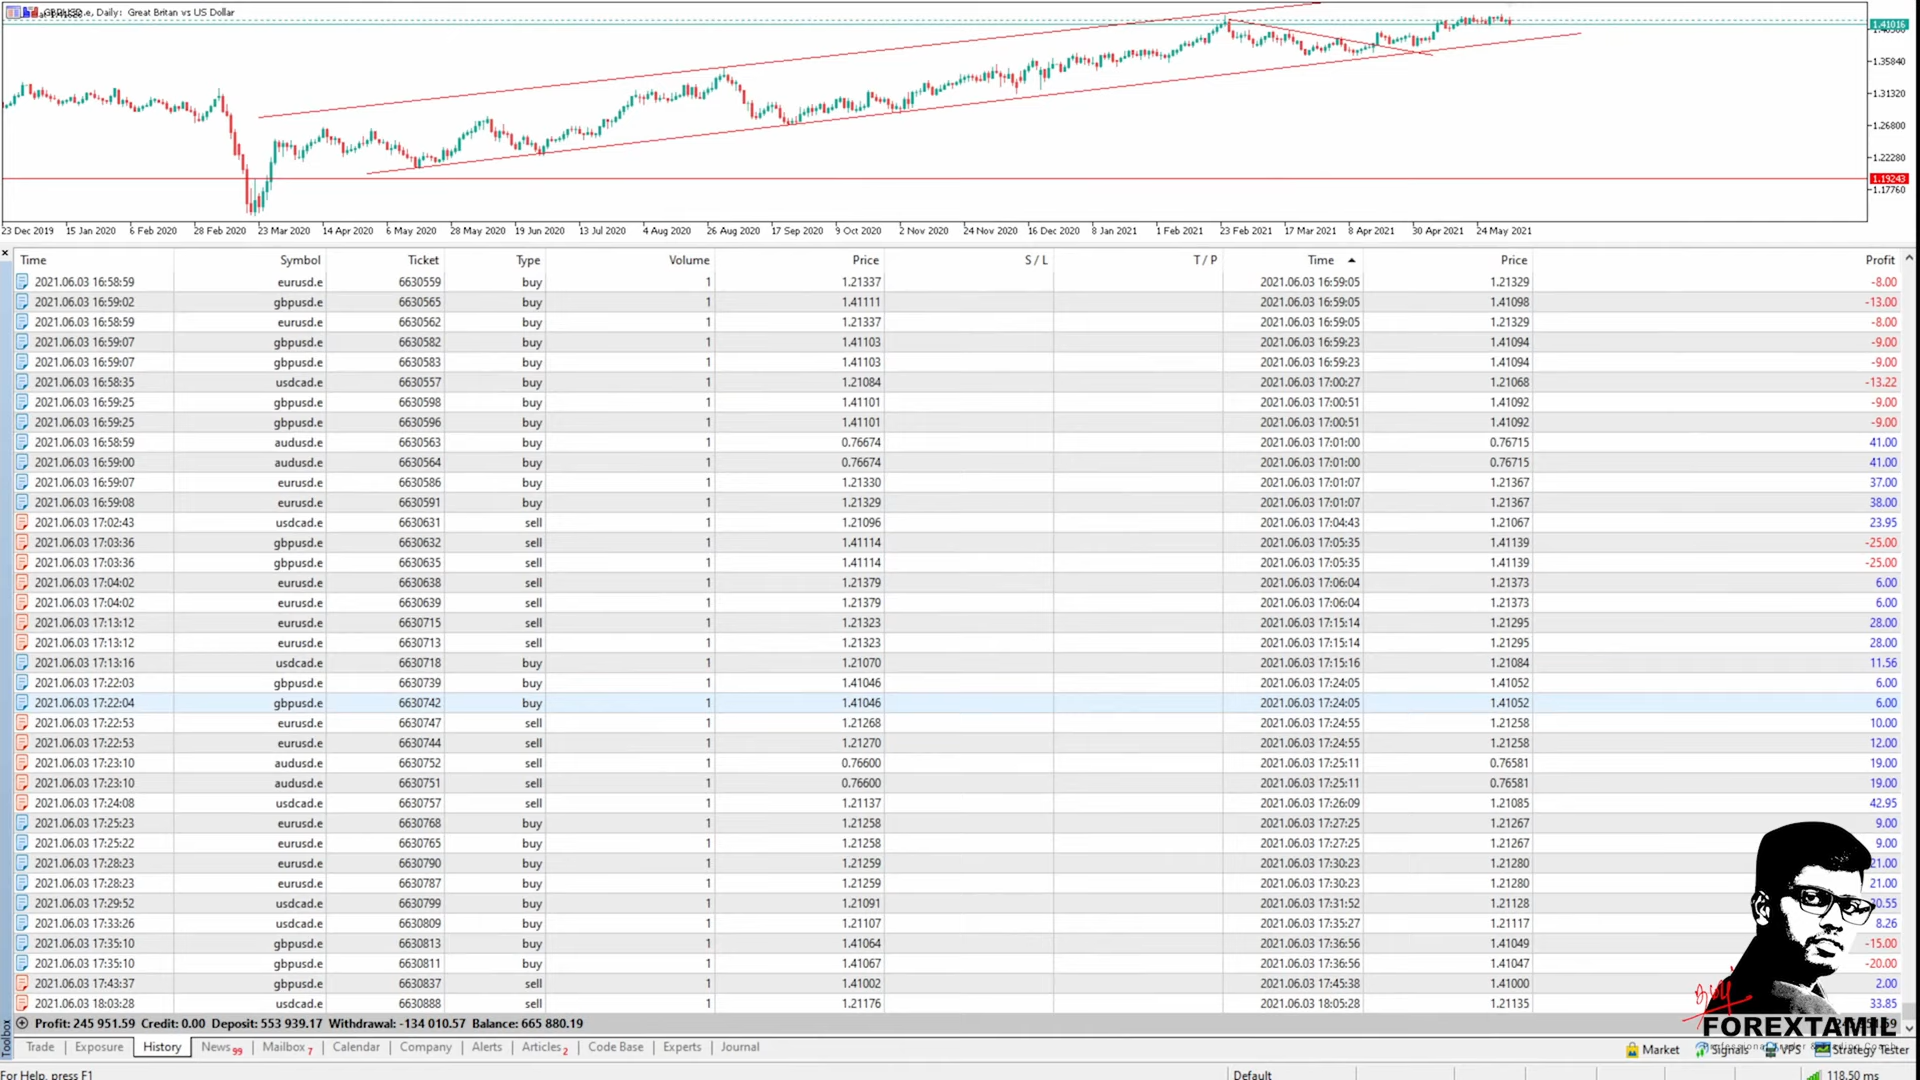 GBPUSD.e, Daily: Great Britan vs US Dollar
1.41016
1.35840
1.31320
1.26800
1.22280
1.19243
1.17760
23 Dec 2019 15 Jan 2020 6 Feb 2020 28 Feb 2020 23 Mar 2020 14 Apr 2020 6 May 2020 28 May 2020 19 Jun 2020 13 Jul 2020 4 Aug 2020 26 Aug 2020 17 Sep 2020 9 Oct 2020 2 Nov 2020 24 Nov 2020 16 Dec 2020 8 Jan 2021 1 Feb 2021 23 Feb 2021 17 Mar 2021 8 Apr 2021 30 Apr 2021 24 May 2021
Time Symbol Ticket Type Volume Price S / L T / P Time Price Profit
2021.06.03 16:58:59 eurusd.e 6630559 buy 1 1.21337 2021.06.03 16:59:05 1.21329 -8.00
2021.06.03 16:59:02 gbpusd.e 6630565 buy 1 1.41111 2021.06.03 16:59:05 1.41098 -13.00
2021.06.03 16:58:59 eurusd.e 6630562 buy 1 1.21337 2021.06.03 16:59:05 1.21329 -8.00
2021.06.03 16:59:07 gbpusd.e 6630582 buy 1 1.41103 2021.06.03 16:59:23 1.41094 -9.00
2021.06.03 16:59:07 gbpusd.e 6630583 buy 1 1.41103 2021.06.03 16:59:23 1.41094 -9.00
2021.06.03 16:58:35 usdcad.e 6630557 buy 1 1.21084 2021.06.03 17:00:27 1.21068 -13.22
2021.06.03 16:59:25 gbpusd.e 6630598 buy 1 1.41101 2021.06.03 17:00:51 1.41092 -9.00
2021.06.03 16:59:25 gbpusd.e 6630596 buy 1 1.41101 2021.06.03 17:00:51 1.41092 -9.00
2021.06.03 16:58:59 audusd.e 6630563 buy 1 0.76674 2021.06.03 17:01:00 0.76715 41.00
2021.06.03 16:59:00 audusd.e 6630564 buy 1 0.76674 2021.06.03 17:01:00 0.76715 41.00
2021.06.03 16:59:07 eurusd.e 6630586 buy 1 1.21330 2021.06.03 17:01:07 1.21367 37.00
2021.06.03 16:59:08 eurusd.e 6630591 buy 1 1.21329 2021.06.03 17:01:07 1.21367 38.00
2021.06.03 17:02:43 usdcad.e 6630631 sell 1 1.21096 2021.06.03 17:04:43 1.21067 23.95
2021.06.03 17:03:36 gbpusd.e 6630632 sell 1 1.41114 2021.06.03 17:05:35 1.41139 -25.00
2021.06.03 17:03:36 gbpusd.e 6630635 sell 1 1.41114 2021.06.03 17:05:35 1.41139 -25.00
2021.06.03 17:04:02 eurusd.e 6630638 sell 1 1.21379 2021.06.03 17:06:04 1.21373 6.00
2021.06.03 17:04:02 eurusd.e 6630639 sell 1 1.21379 2021.06.03 17:06:04 1.21373 6.00
2021.06.03 17:13:12 eurusd.e 6630715 sell 1 1.21323 2021.06.03 17:15:14 1.21295 28.00
2021.06.03 17:13:12 eurusd.e 6630713 sell 1 1.21323 2021.06.03 17:15:14 1.21295 28.00
2021.06.03 17:13:16 usdcad.e 6630718 buy 1 1.21070 2021.06.03 17:15:16 1.21084 11.56
2021.06.03 17:22:03 gbpusd.e 6630739 buy 1 1.41046 2021.06.03 17:24:05 1.41052 6.00
2021.06.03 17:22:04 gbpusd.e 6630742 buy 1 1.41046 2021.06.03 17:24:05 1.41052 6.00
2021.06.03 17:22:53 eurusd.e 6630747 sell 1 1.21268 2021.06.03 17:24:55 1.21258 10.00
2021.06.03 17:22:53 eurusd.e 6630744 sell 1 1.21270 2021.06.03 17:24:55 1.21258 12.00
2021.06.03 17:23:10 audusd.e 6630752 sell 1 0.76600 2021.06.03 17:25:11 0.76581 19.00
2021.06.03 17:23:10 audusd.e 6630751 sell 1 0.76600 2021.06.03 17:25:11 0.76581 19.00
2021.06.03 17:24:08 usdcad.e 6630757 sell 1 1.21137 2021.06.03 17:26:09 1.21085 42.95
2021.06.03 17:25:23 eurusd.e 6630768 buy 1 1.21258 2021.06.03 17:27:25 1.21267 9.00
2021.06.03 17:25:22 eurusd.e 6630765 buy 1 1.21258 2021.06.03 17:27:25 1.21267 9.00
2021.06.03 17:28:23 eurusd.e 6630790 buy 1 1.21259 2021.06.03 17:30:23 1.21280 21.00
2021.06.03 17:28:23 eurusd.e 6630787 buy 1 1.21259 2021.06.03 17:30:23 1.21280 21.00
2021.06.03 17:29:52 usdcad.e 6630799 buy 1 1.21091 2021.06.03 17:31:52 1.21128
2021.06.03 17:33:26 usdcad.e 6630809 buy 1 1.21107 2021.06.03 17:35:27 1.21117 8.26
2021.06.03 17:35:10 gbpusd.e 6630813 buy 1 1.41064 2021.06.03 17:36:56 1.41049 -15.00
2021.06.03 17:35:10 gbpusd.e 6630811 buy 1 1.41067 2021.06.03 17:36:56 1.41047 -20.00
2021.06.03 17:43:37 gbpusd.e 6630837 sell 1 1.41002 2021.06.03 17:45:38 1.41000 2.00
2021.06.03 18:03:28 usdcad.e 6630888 sell 1 1.21176 2021.06.03 18:05:28 1.21135 33.85
Profit: 245 951.59 Credit: 0.00 Deposit: 553 939.17 Withdrawal: -134 010.57 Balance: 665 880.19
FOREXTAMIL
Toolbox
Trade Exposure History News 99 Mailbox 7 Calendar Company Alerts Articles 2 Code Base Experts Journal Market Signals VPS Strategy Tester
For Help, press F1 Default 118.50 ms